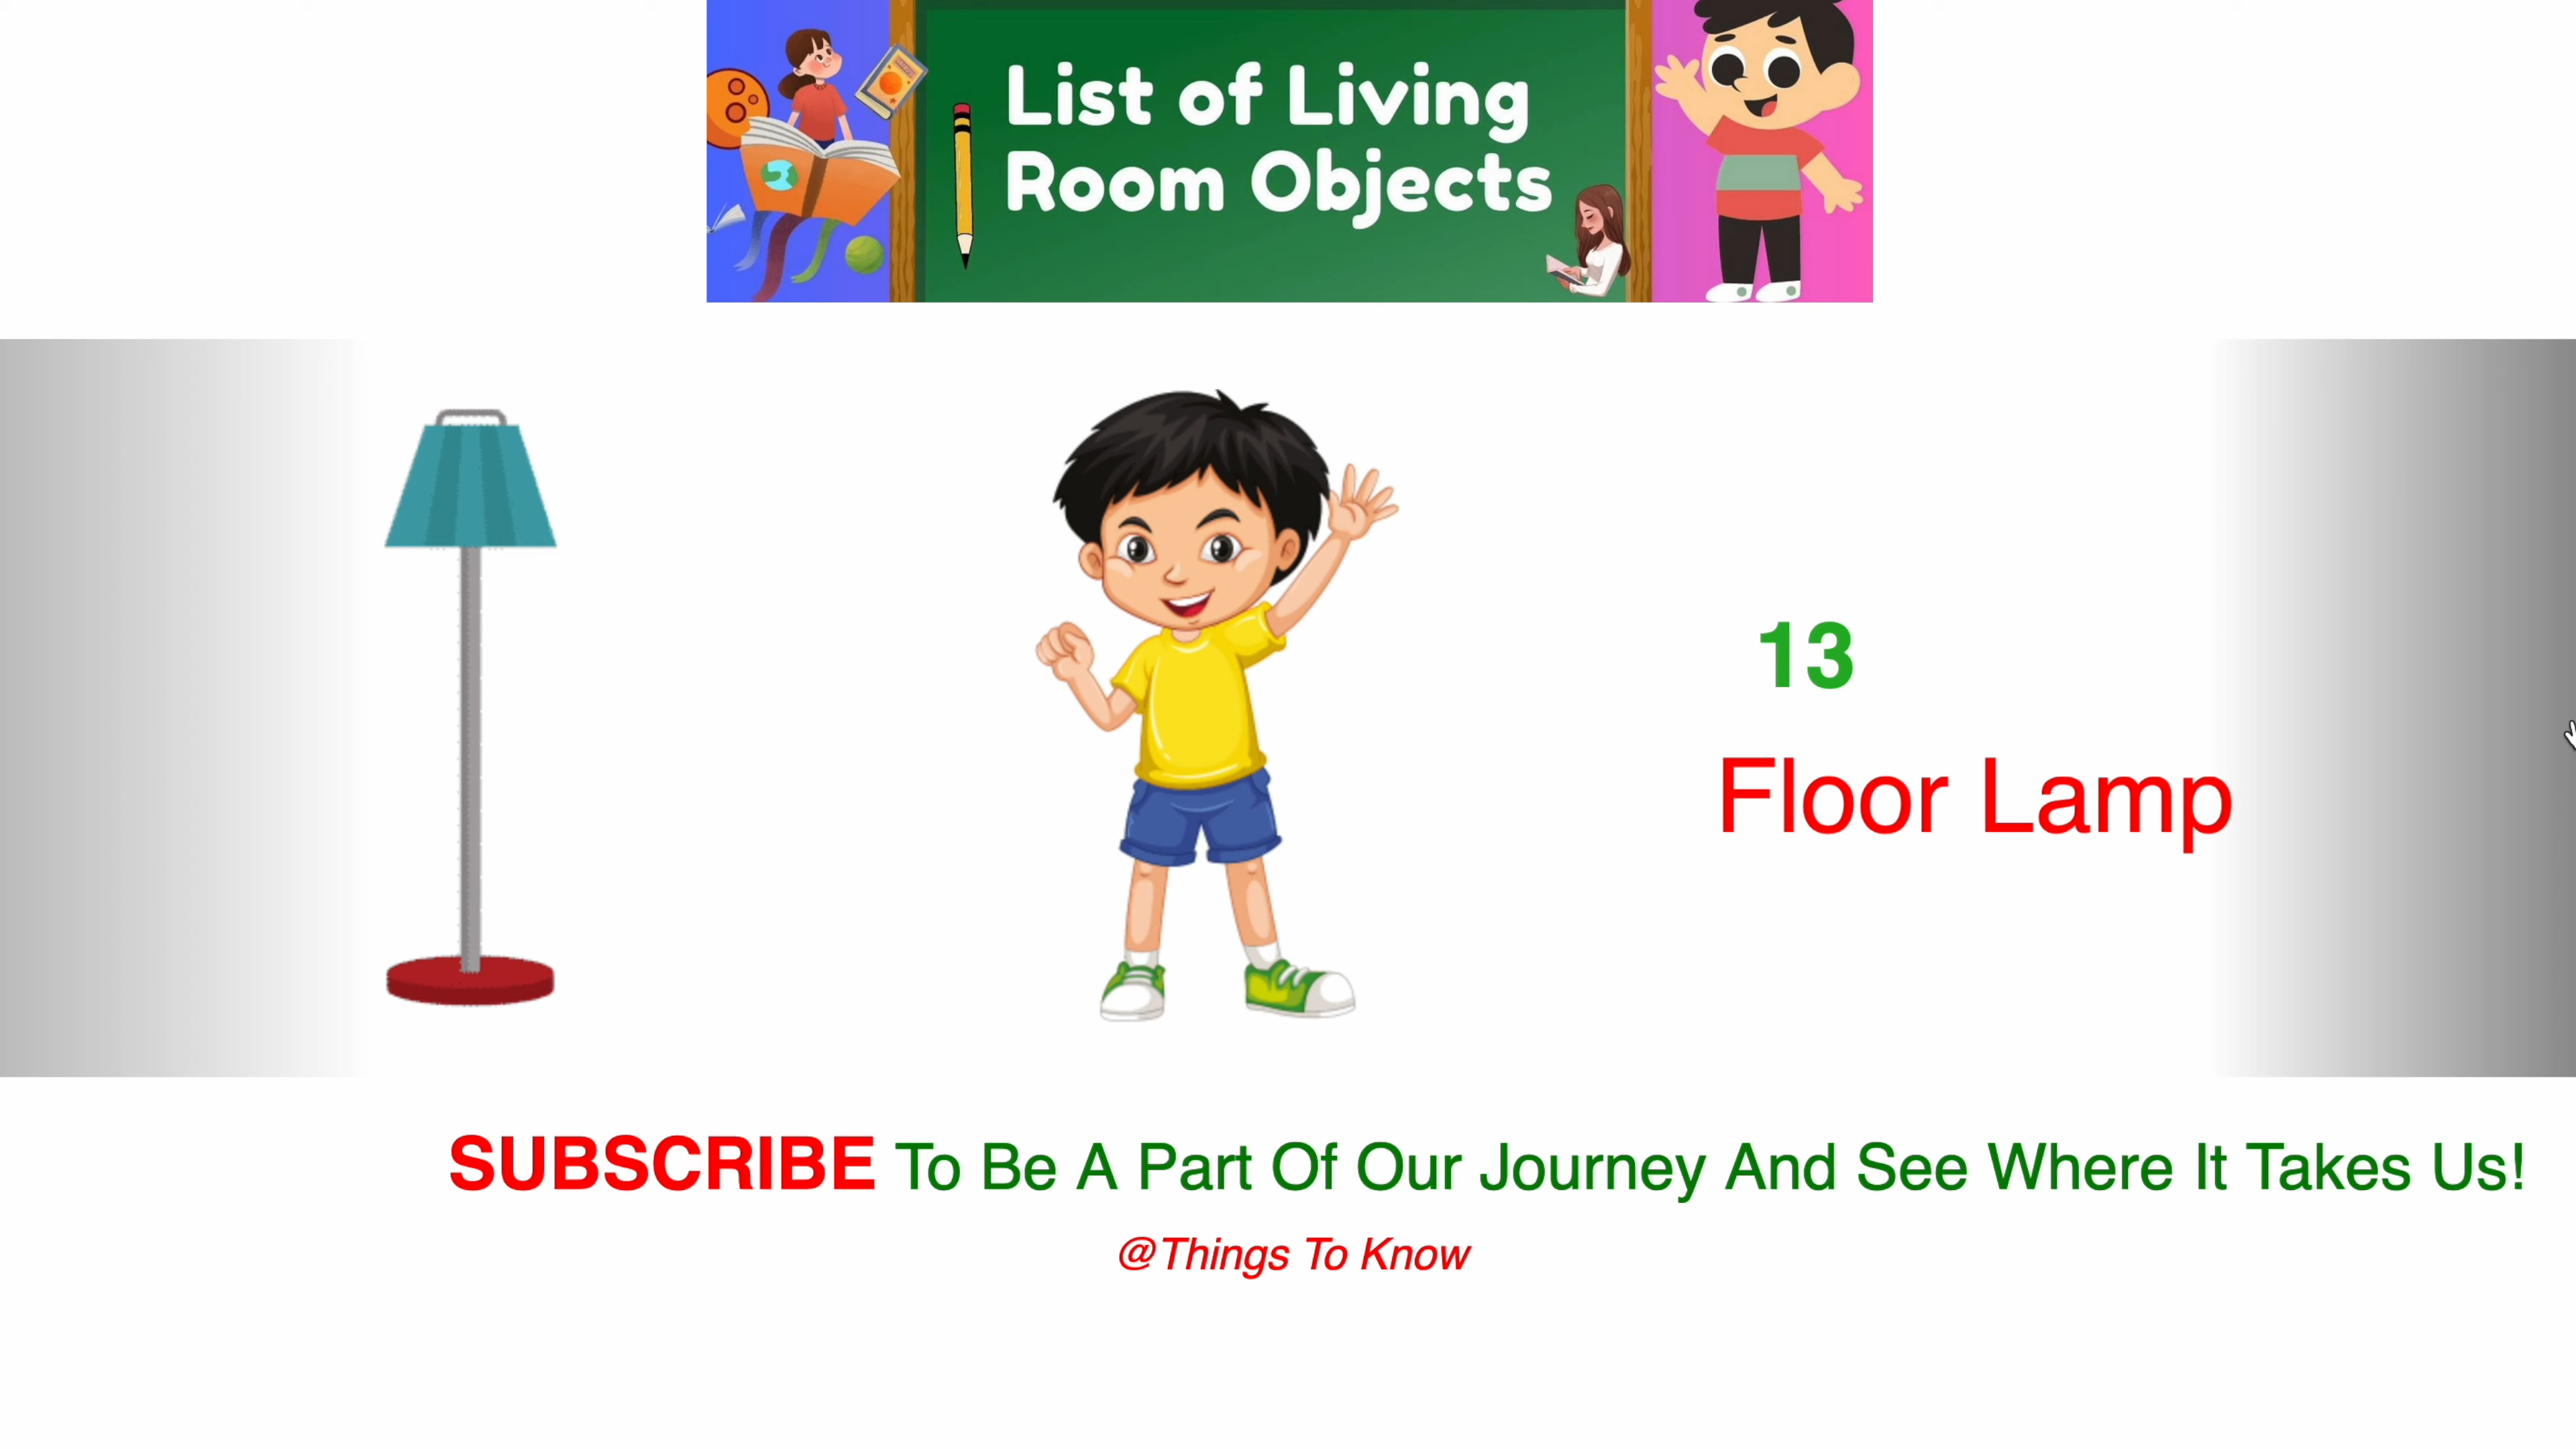 List of Living
Room Objects
13
Floor Lamp
SUBSCRIBE To Be A Part Of Our Journey And See Where It Takes Us!
@Things To Know